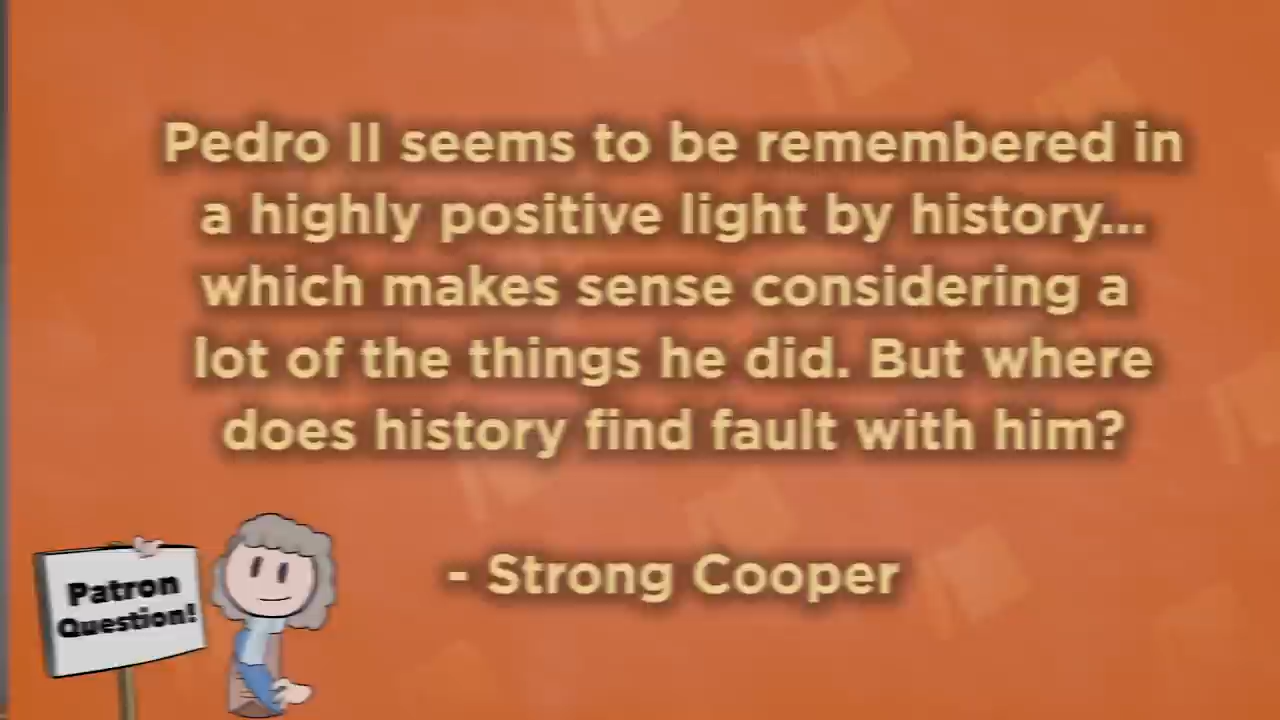 Pedro II seems to be remembered in
a highly positive light by history...
which makes sense considering a
lot of the things he did. But where
does history find fault with him?
- Strong Cooper
Patron
Question!